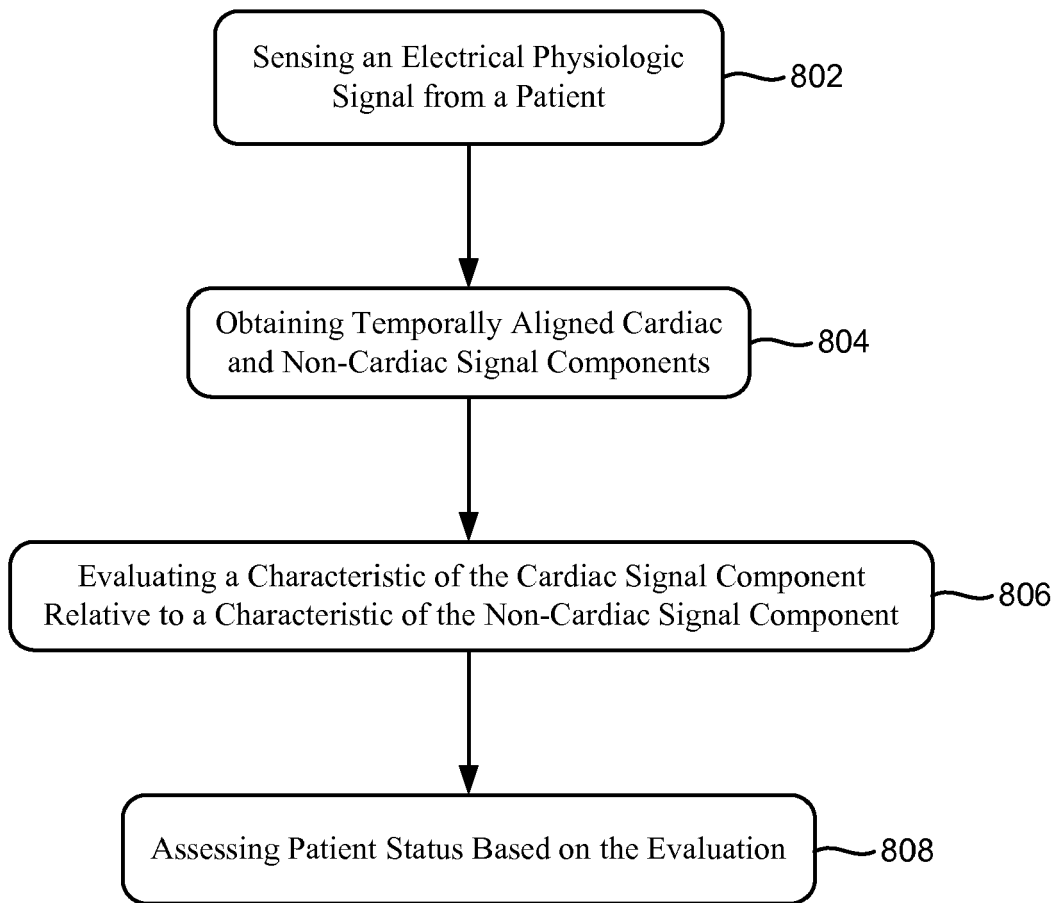 Sensing an Electrical Physiologic
Signal from a Patient
802
Obtaining Temporally Aligned Cardiac
and Non-Cardiac Signal Components
804
Evaluating a Characteristic of the Cardiac Signal Component
Relative to a Characteristic of the Non-Cardiac Signal Component
806
Assessing Patient Status Based on the Evaluation
808